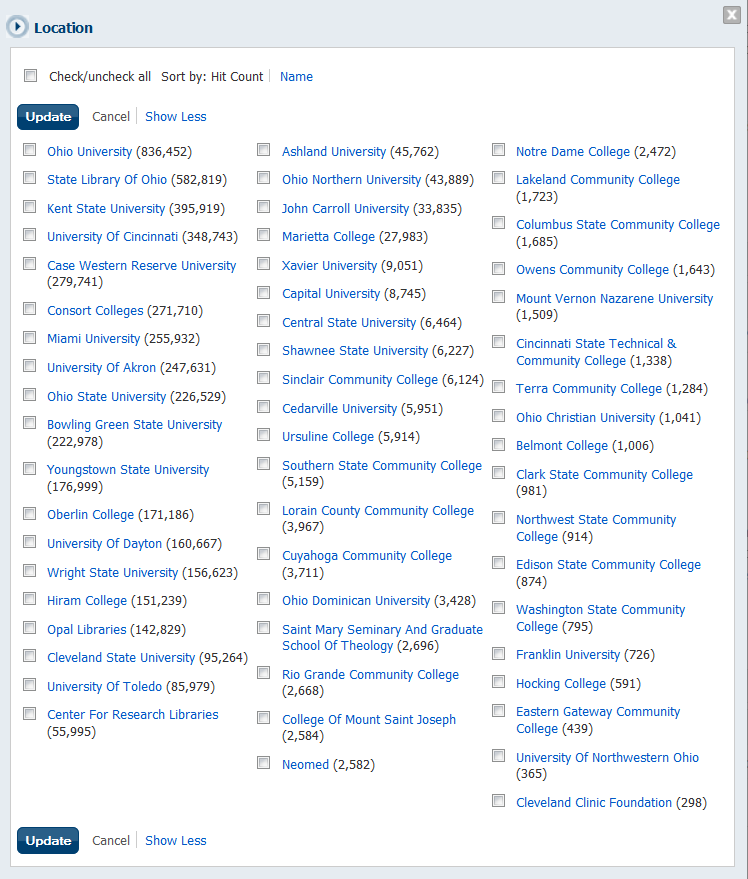 Location
Check/uncheck all Sort by: Hit Count Name
Update Cancel Show Less
Ohio University (836,452)
State Library Of Ohio (582,819)
Kent State University (395,919)
University Of Cincinnati (348,743)
Case Western Reserve University
(279,741)
Consort Colleges (271,710)
Miami University (255,932)
University Of Akron (247,631)
Ohio State University (226,529)
Bowling Green State University
(222,978)
Youngstown State University
(176,999)
Oberlin College (171,186)
University Of Dayton (160,667)
Wright State University (156,623)
Hiram College (151,239)
Opal Libraries (142,829)
Cleveland State University (95,264)
University Of Toledo (85,979)
Center For Research Libraries
(55,995)
Ashland University (45,762)
Ohio Northern University (43,889)
John Carroll University (33,835)
Marietta College (27,983)
Xavier University (9,051)
Capital University (8,745)
Central State University (6,464)
Shawnee State University (6,227)
Sinclair Community College (6,124)
Cedarville University (5,951)
Ursuline College (5,914)
Southern State Community College
(5,159)
Lorain County Community College
(3,967)
Cuyahoga Community College
(3,711)
Ohio Dominican University (3,428)
Saint Mary Seminary And Graduate
School Of Theology (2,696)
Rio Grande Community College
(2,668)
College Of Mount Saint Joseph
(2,584)
Neomed (2,582)
Notre Dame College (2,472)
Lakeland Community College
(1,723)
Columbus State Community College
(1,685)
Owens Community College (1,643)
Mount Vernon Nazarene University
(1,509)
Cincinnati State Technical &
Community College (1,338)
Terra Community College (1,284)
Ohio Christian University (1,041)
Belmont College (1,006)
Clark State Community College
(981)
Northwest State Community
College (914)
Edison State Community College
(874)
Washington State Community
College (795)
Franklin University (726)
Hocking College (591)
Eastern Gateway Community
College (439)
University Of Northwestern Ohio
(365)
Cleveland Clinic Foundation (298)
Update Cancel Show Less